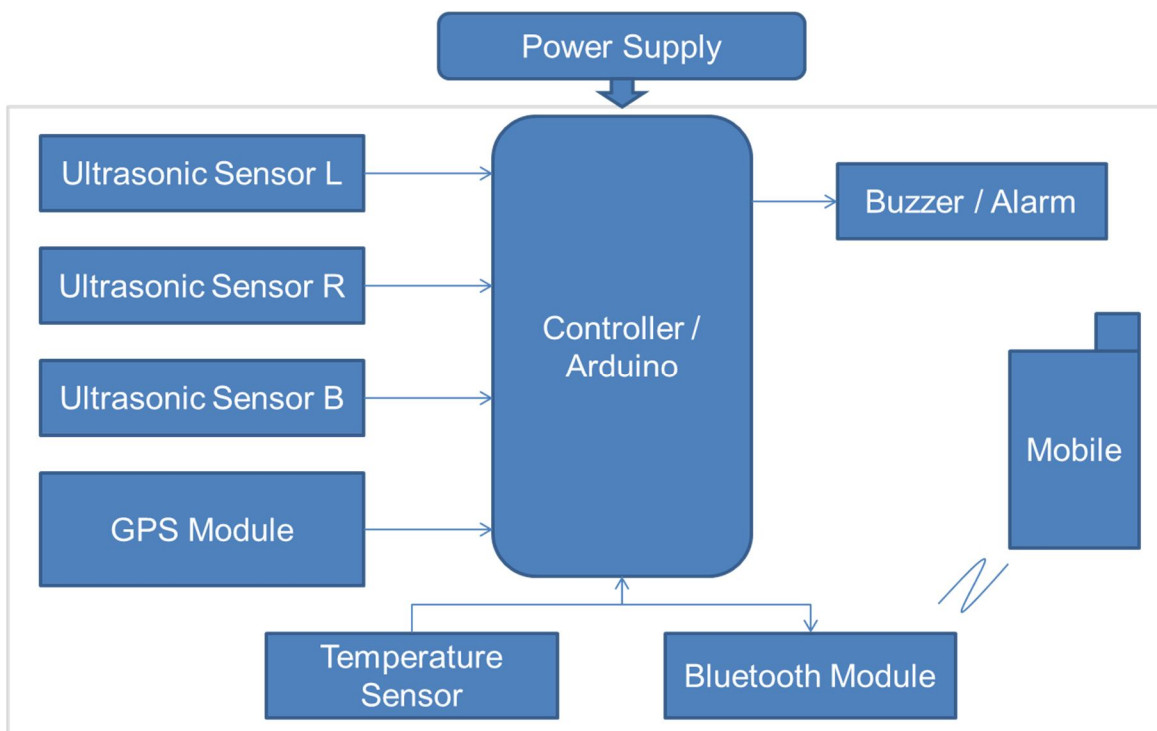 Power Supply
Ultrasonic Sensor L
Ultrasonic Sensor R
Ultrasonic Sensor B
GPS Module
Controller /
Arduino
Buzzer / Alarm
Mobile
Temperature
Sensor
Bluetooth Module